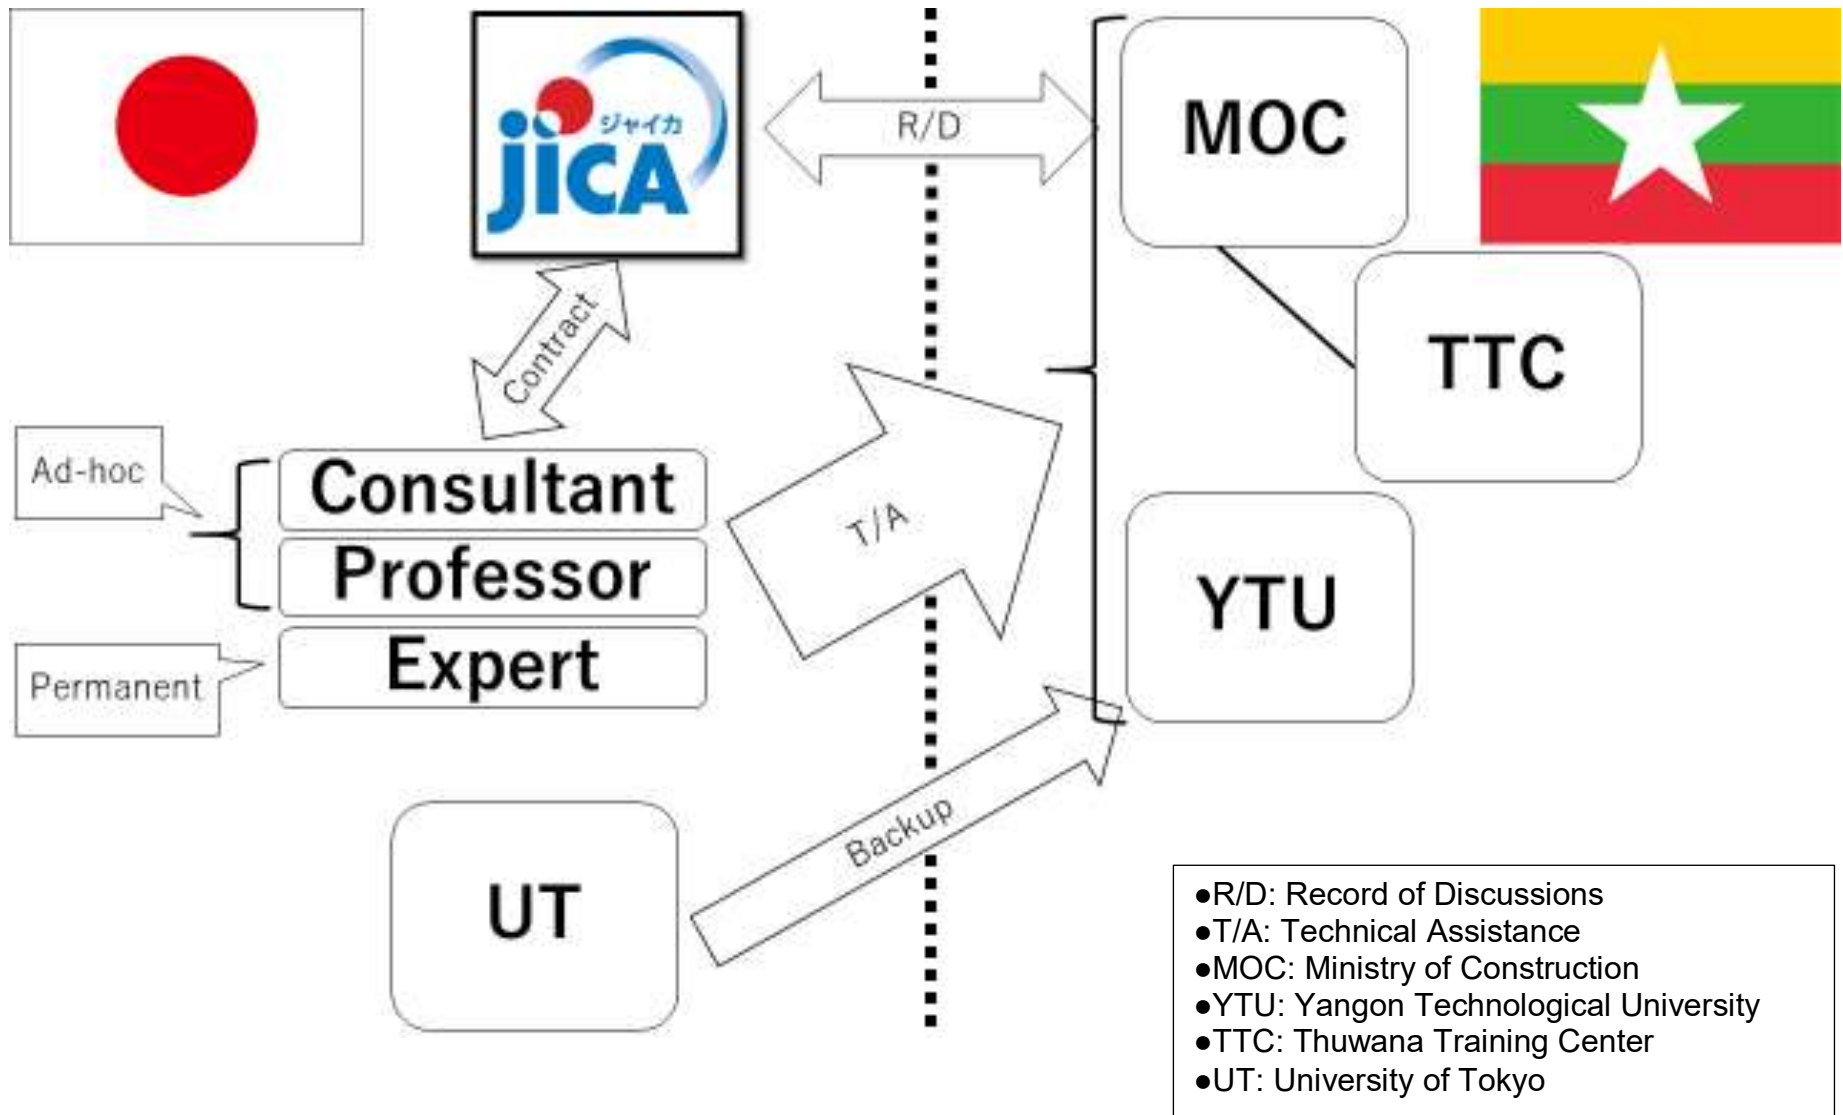 ジャイカ
jICA
R/D
MOC
TTC
Contract
Ad-hoc
Consultant
Professor
Expert
Permanent
T/A
YTU
Backup
UT
●R/D: Record of Discussions
●T/A: Technical Assistance
●MOC: Ministry of Construction
●YTU: Yangon Technological University
●TTC: Thuwana Training Center
●UT: University of Tokyo